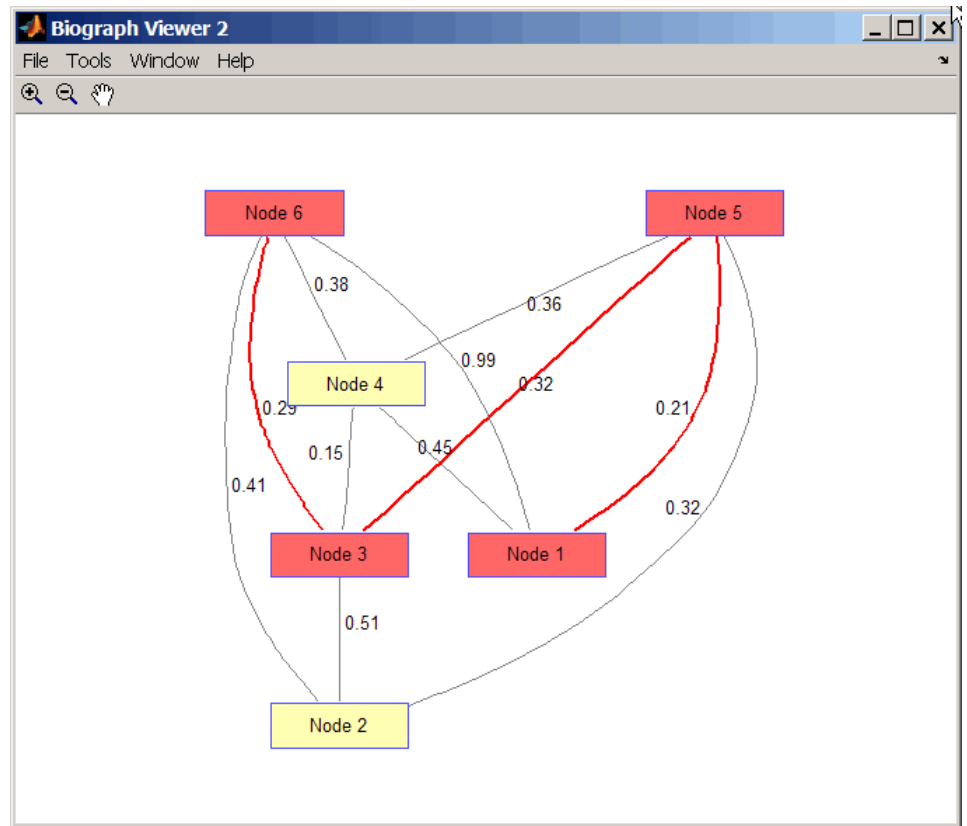 Biograph Viewer 2
File Tools Window Help
Node 6
Node 5
0.38
0.36
0.99
Node 4
0.32
0.29
0.21
0.15
0.45
0.41
0.32
Node 3
Node 1
0.51
Node 2